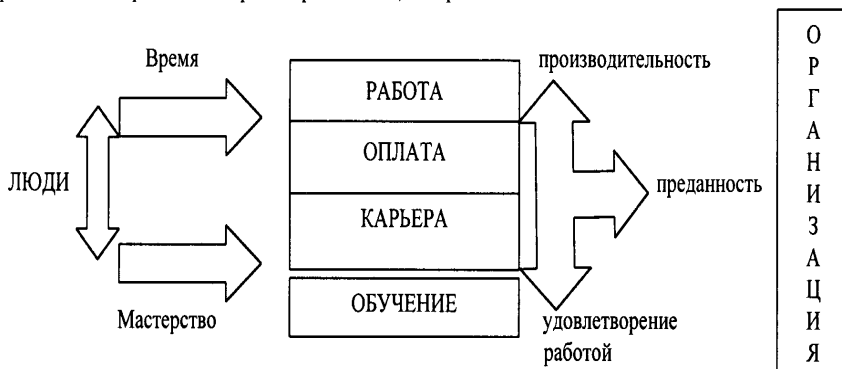 Время
производительность
РАБОТА
ОПЛАТА
ЛЮДИ
преданность
КАРЬЕРА
ОБУЧЕНИЕ
Мастерство
удовлетворение
работой
О
Р
Г
А
Н
И
З
А
Ц
И
Я